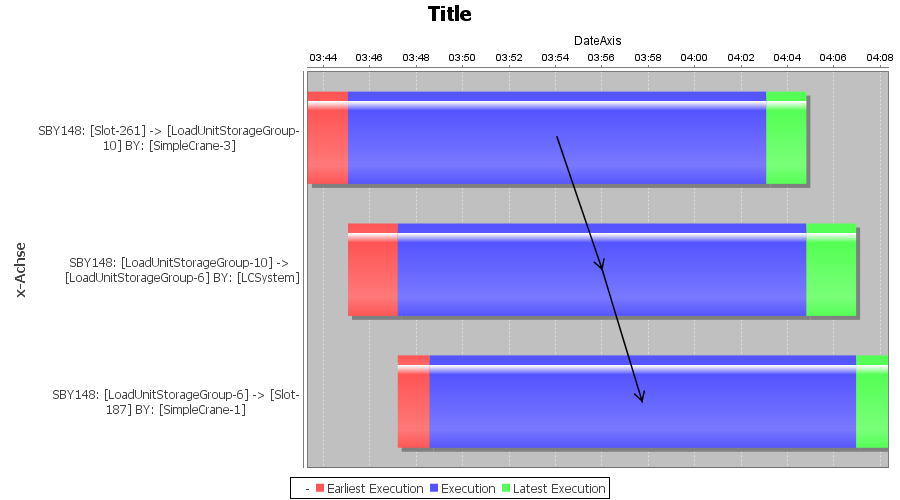 Title
DateAxis
03:44 03:46 03:48 03:50 03:52 03:54 03:56 03:58 04:00 04:02 04:04 04:06 04:08
x-Achse
SBY148: [Slot-261] -> [LoadUnitStorageGroup-
10] BY: [SimpleCrane-3]
SBY148: [LoadUnitStorageGroup-10] ->
[LoadUnitStorageGroup-6] BY: [LCSystem]
SBY148: [LoadUnitStorageGroup-6] -> [Slot-
187] BY: [SimpleCrane-1]
- Earliest Execution Execution Latest Execution